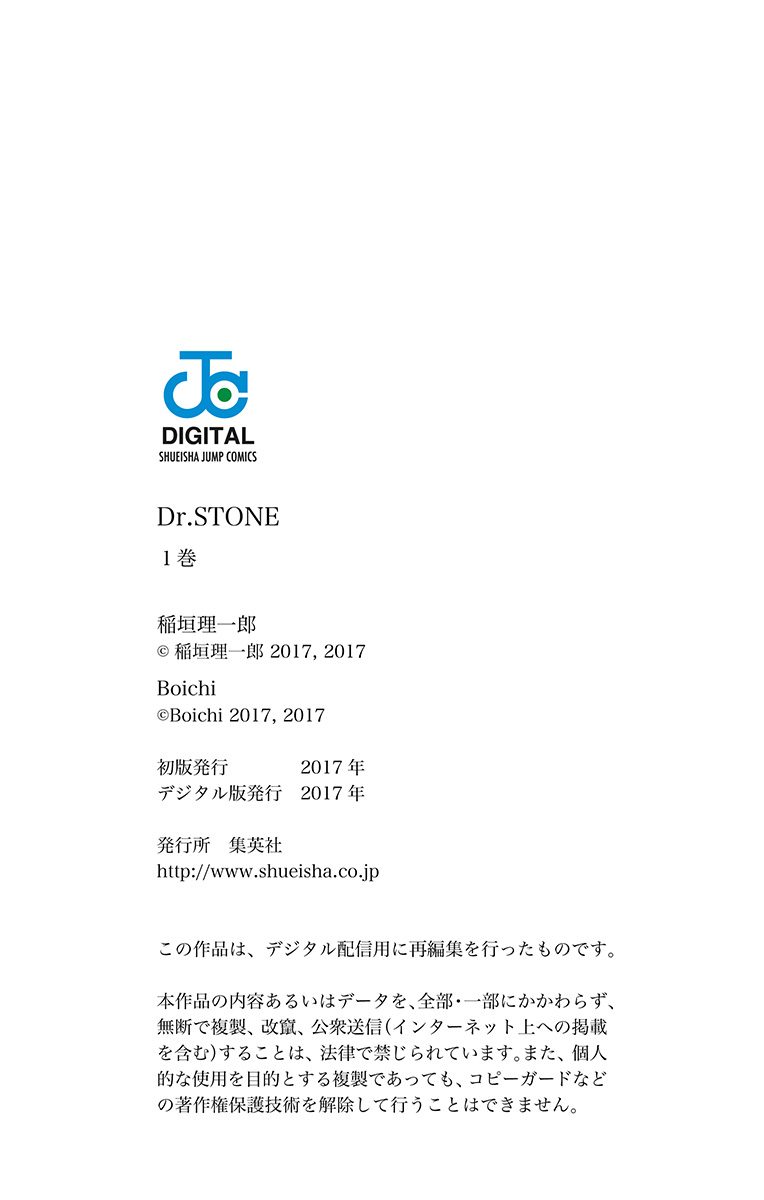 JC
DIGITAL
SHUEISHA JUMP COMICS
Dr.STONE
1 巻
稲垣理一郎
© 稲垣理一郎 2017, 2017
Boichi
©Boichi 2017, 2017
初版発行 2017 年
デジタル版発行 2017 年
発行所 集英社
http://www.shueisha.co.jp
この作品は、デジタル配信用に再編集を行ったものです。
本作品の内容あるいはデータを、全部・一部にかかわらず、
無断で複製、改竄、公衆送信(インターネット上への掲載
を含む)することは、法律で禁じられています。また、個人
的な使用を目的とする複製であっても、コピーガードなど
の著作権保護技術を解除して行うことはできません。